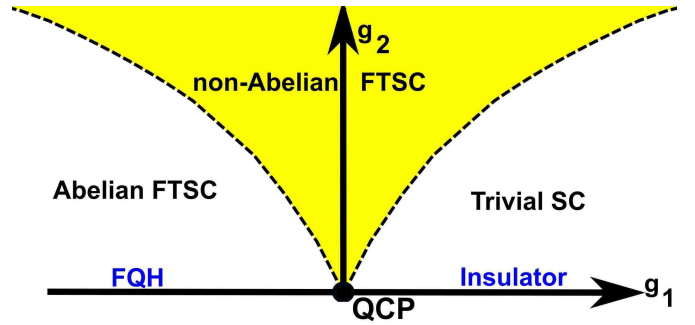 g2
non-Abelian FTSC
Abelian FTSC
Trivial SC
FQH
Insulator
g1
QCP